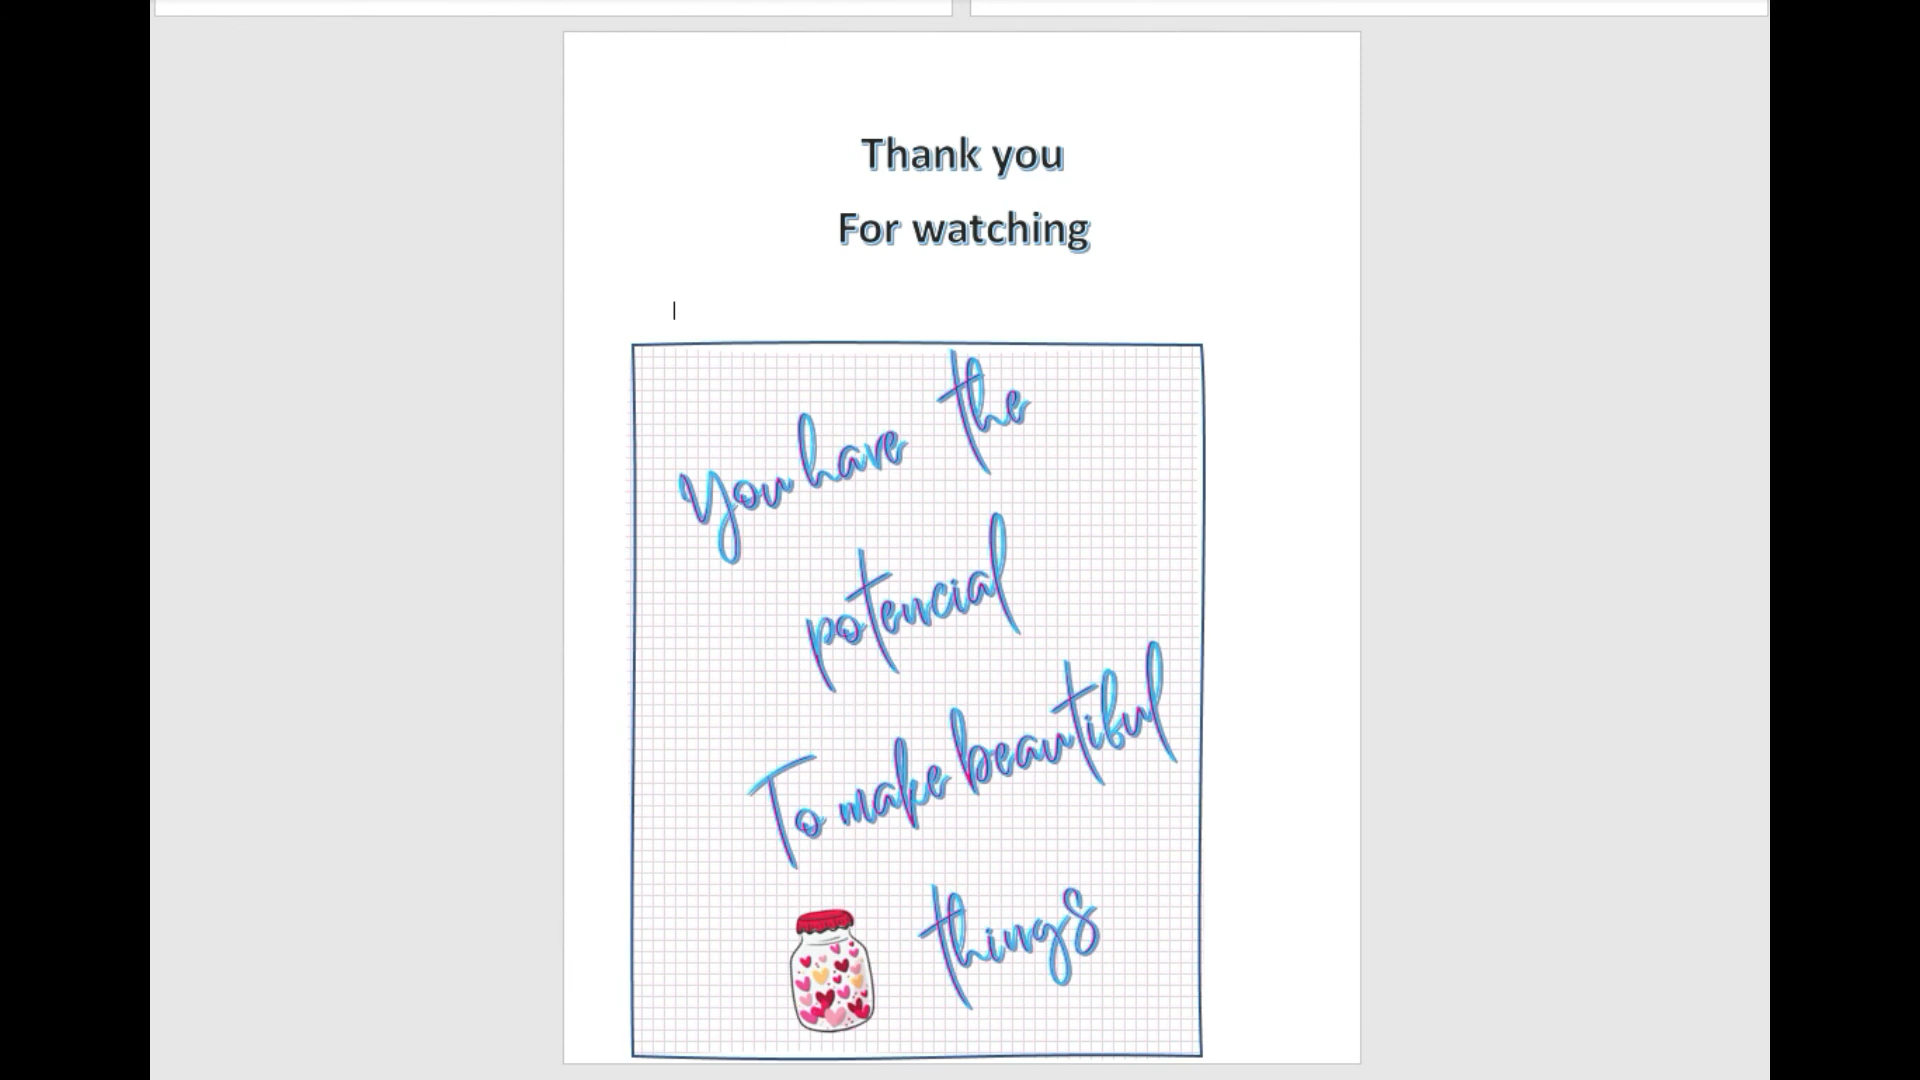 Thank you
For watching
You have the
potencial
To make beautiful
things